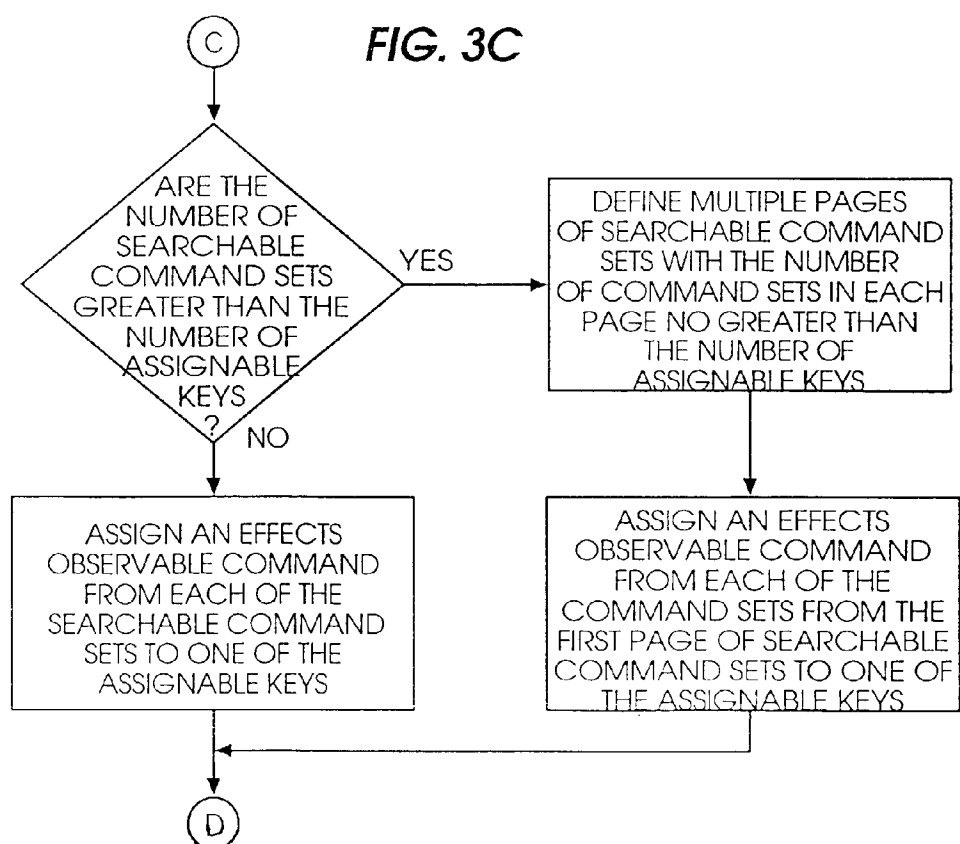 C
FIG. 3C
ARE THE
NUMBER OF
SEARCHABLE
COMMAND SETS
GREATER THAN THE
NUMBER OF
ASSIGNABLE
KEYS
?
YES
NO
DEFINE MULTIPLE PAGES
OF SEARCHABLE COMMAND
SETS WITH THE NUMBER
OF COMMAND SETS IN EACH
PAGE NO GREATER THAN
THE NUMBER OF
ASSIGNABLE KEYS
ASSIGN AN EFFECTS
OBSERVABLE COMMAND
FROM EACH OF THE
SEARCHABLE COMMAND
SETS TO ONE OF THE
ASSIGNABLE KEYS
ASSIGN AN EFFECTS
OBSERVABLE COMMAND
FROM EACH OF THE
COMMAND SETS FROM THE
FIRST PAGE OF SEARCHABLE
COMMAND SETS TO ONE OF
THE ASSIGNABLE KEYS
D